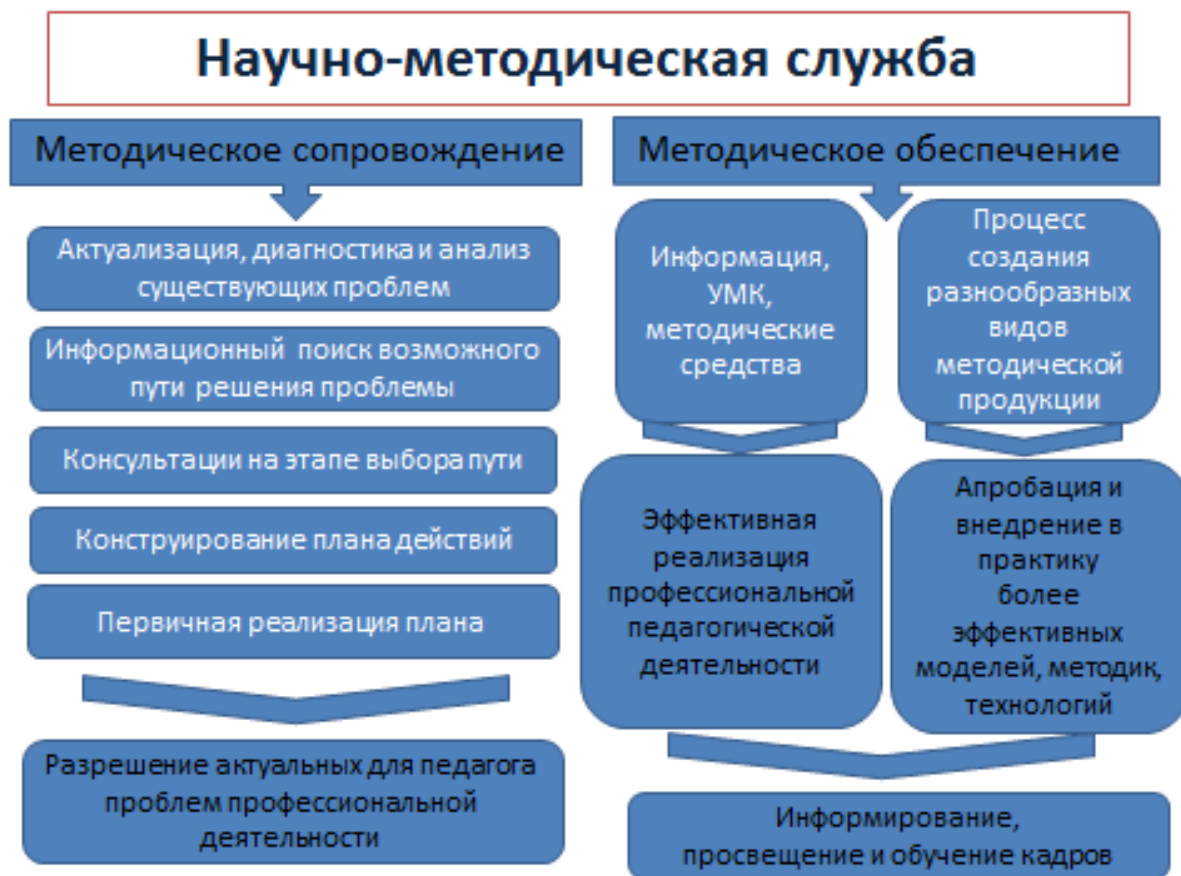 Научно-методическая служба
Методическое сопровождение
Актуализация, диагностика и анализ
существующих проблем
Информационный поиск возможного
пути решения проблемы
Консультации на этапе выбора пути
Конструирование плана действий
Первичная реализация плана
Разрешение актуальных для педагога
проблем профессиональной
деятельности
Методическое обеспечение
Информация,
УМК,
методические
средства
Процесс
создания
разнообразных
видов
методической
продукции
Эффективная
реализация
профессиональной
педагогической
деятельности
Апробация и
внедрение в
практику
более
эффективных
моделей, методик,
технологий
Информирование,
просвещение и обучение кадров